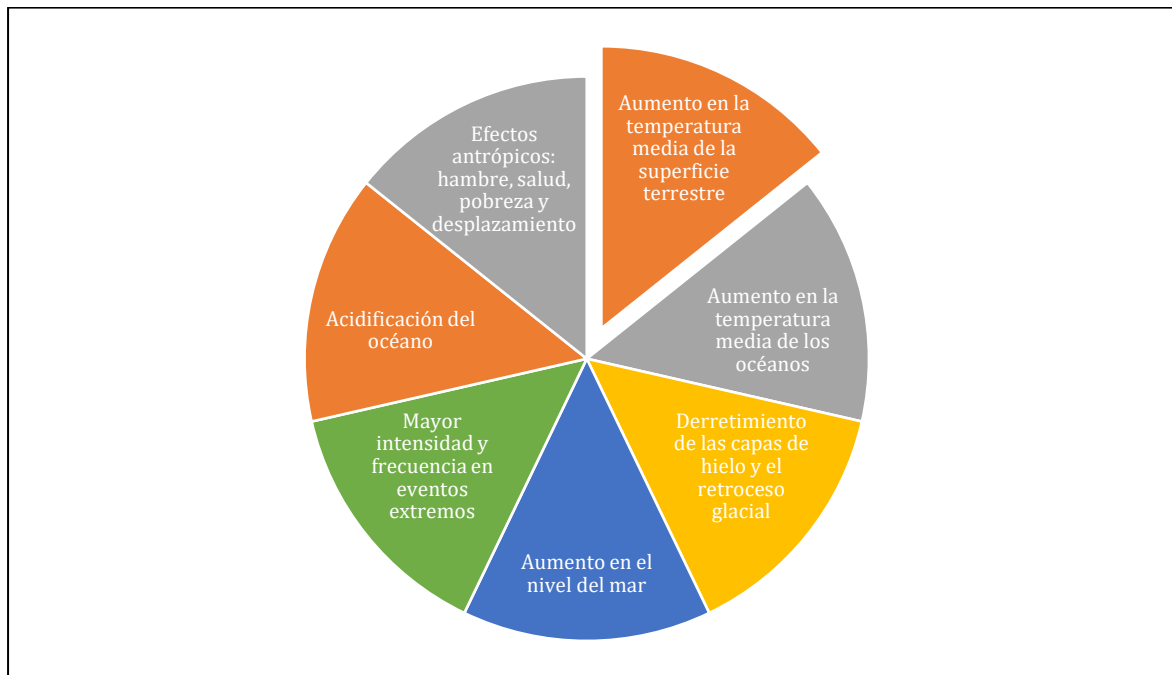 Aumento en la
temperatura
media de la
superficie
terrestre
Aumento en la
temperatura
media de los
océanos
Derretimiento
de las capas de
hielo y el
retroceso
glacial
Aumento en el
nivel del mar
Mayor
intensidad y
frecuencia en
eventos
extremos
Acidificación del
océano
Efectos
antrópicos:
hambre, salud,
pobreza y
desplazamiento